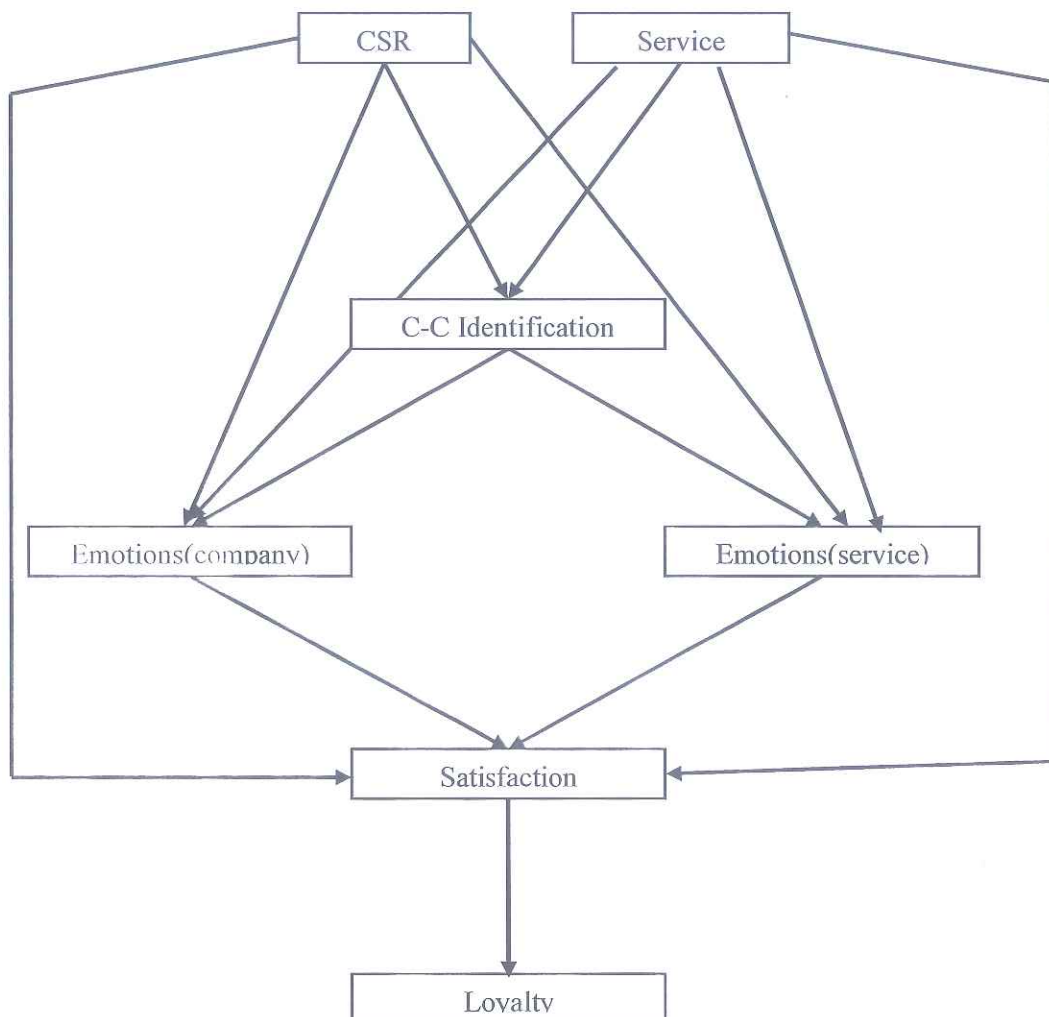 CSR
Service
C-C Identification
Emotions(company)
Emotions(service)
Satisfaction
Loyalty